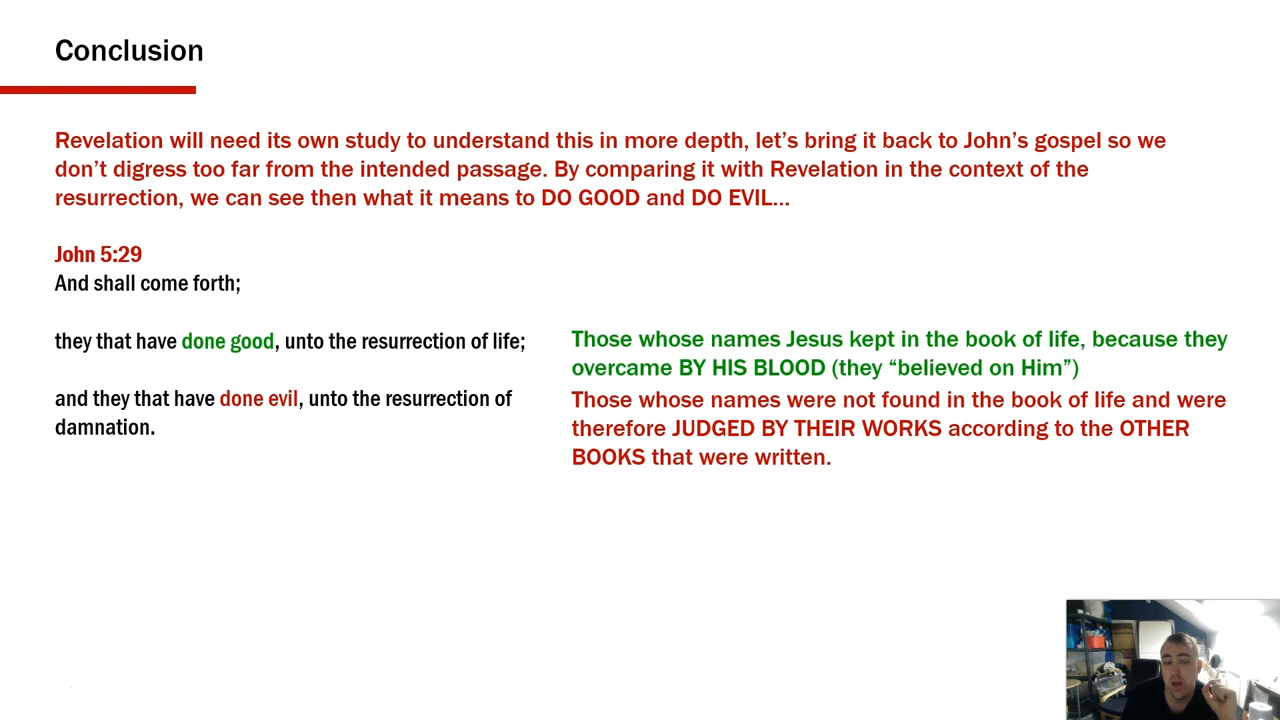 Conclusion
Revelation will need its own study to understand this in more depth, let’s bring it back to John’s gospel so we
don’t digress too far from the intended passage. By comparing it with Revelation in the context of the
resurrection, we can see then what it means to DO GOOD and DO EVIL…
John 5:29
And shall come forth;
they that have done good, unto the resurrection of life;
and they that have done evil, unto the resurrection of
damnation.
Those whose names Jesus kept in the book of life, because they
overcame BY HIS BLOOD (they “believed on Him”)
Those whose names were not found in the book of life and were
therefore JUDGED BY THEIR WORKS according to the OTHER
BOOKS that were written.